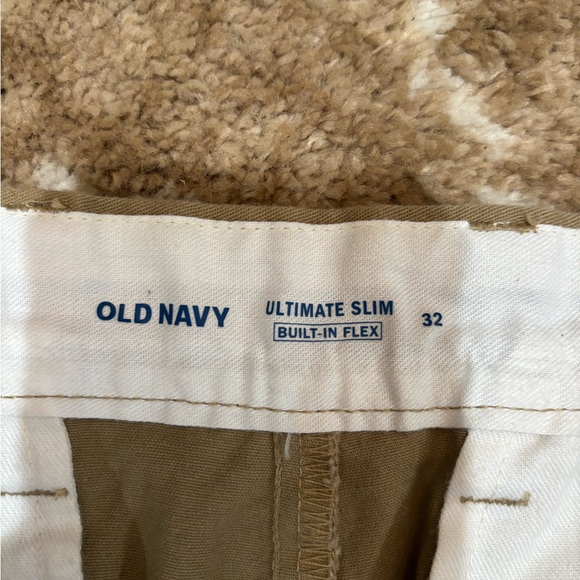 OLD NAVY
ULTIMATE SLIM
BUILT-IN FLEX
32